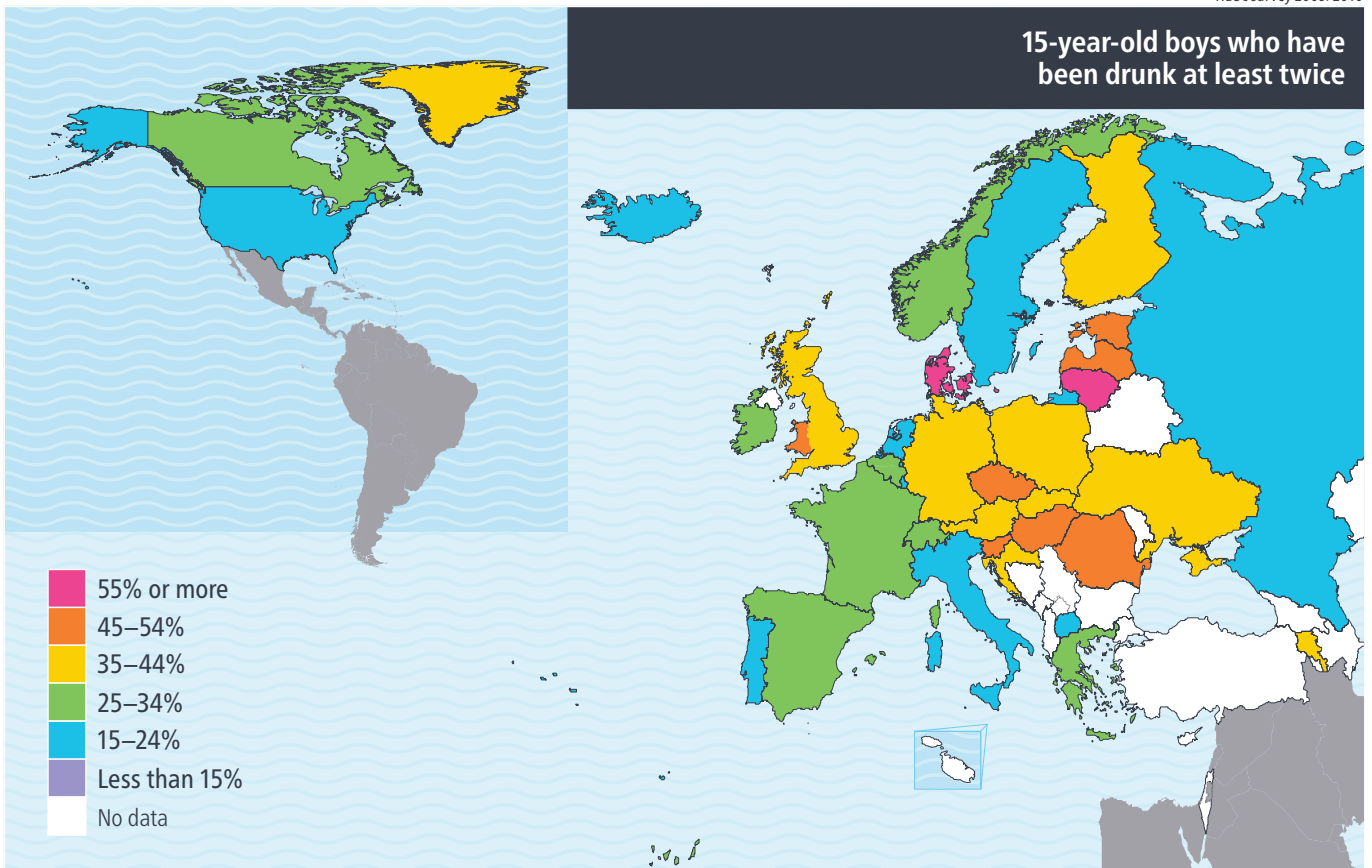 15-year-old boys who have
been drunk at least twice
55% or more
45–54%
35–44%
25–34%
15–24%
Less than 15%
No data